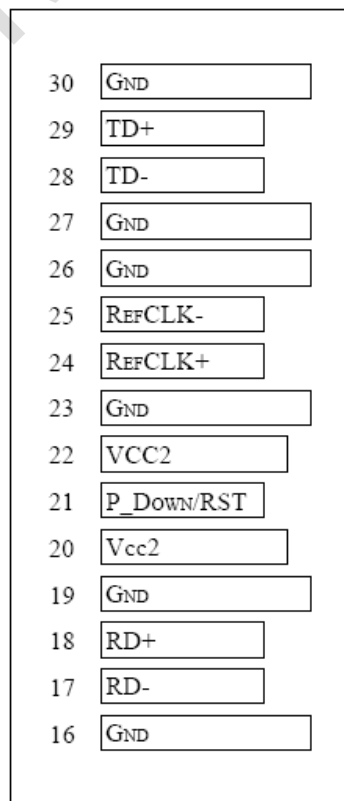 30 GND
29 TD+
28 TD-
27 GND
26 GND
25 REFCLK-
24 REFCLK+
23 GND
22 VCC2
21 P_DOWN/RST
20 Vcc2
19 GND
18 RD+
17 RD-
16 GND